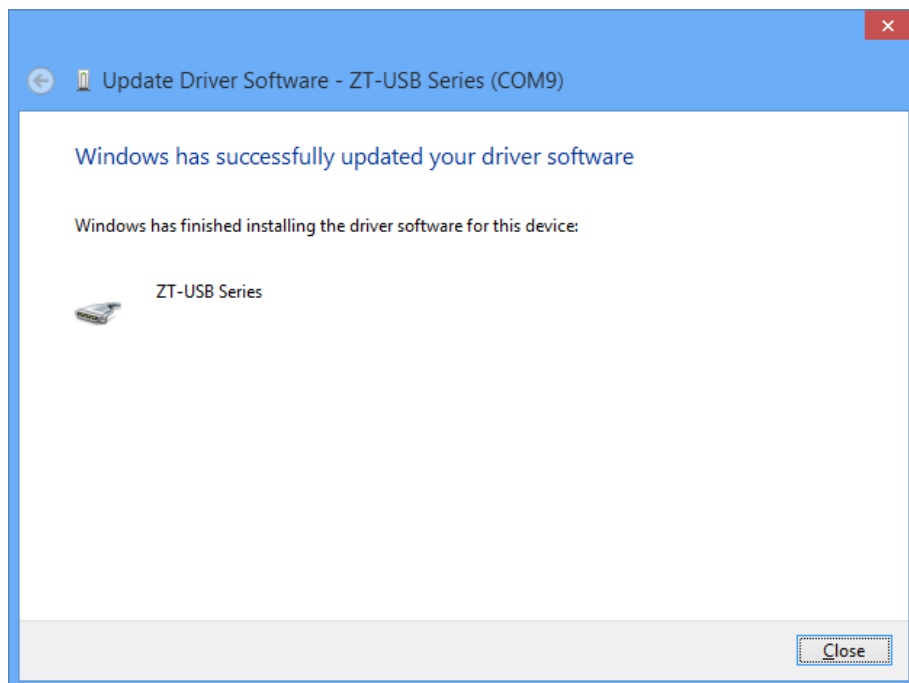 Update Driver Software - ZT-USB Series (COM9)
Windows has successfully updated your driver software
Windows has finished installing the driver software for this device:
ZT-USB Series
Close